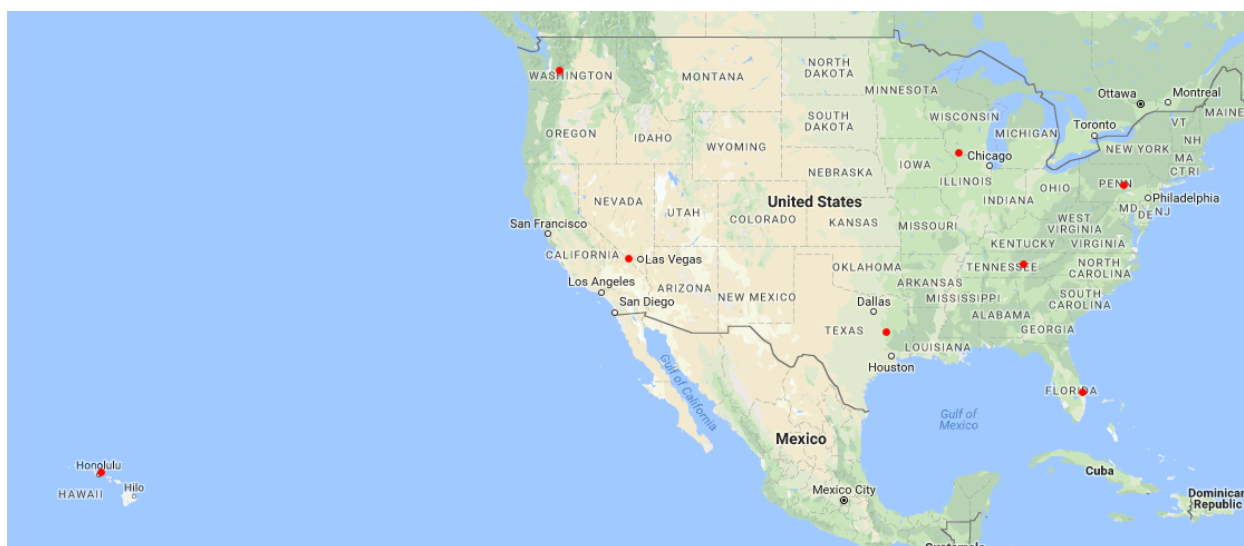 WASHINGTON
MONTANA
NORTH
DAKOTA
MINNESOTA
Ottawa
Montreal
MAINE
OREGON
IDAHO
WYOMING
SOUTH
DAKOTA
WISCONSIN
MICHIGAN
Toronto
VT
NH
NEW YORK
MA
CT RI
NEBRASKA
IOWA
Chicago
ILLINOIS
INDIANA
OHIO
PENN
Philadelphia
MD
DE
NJ
NEVADA
UTAH
COLORADO
United States
KANSAS
MISSOURI
WEST
VIRGINIA
KENTUCKY
VIRGINIA
San Francisco
CALIFORNIA
Las Vegas
Los Angeles
ARIZONA
NEW MEXICO
OKLAHOMA
ARKANSAS
TENNESSEE
NORTH
CAROLINA
San Diego
Dallas
MISSISSIPPI
SOUTH
CAROLINA
ALABAMA
GEORGIA
TEXAS
LOUISIANA
Houston
Gulf of California
FLORIDA
Gulf of
Mexico
Mexico
Cuba
Mexico City
Dominican
Republic
Guatemala
Honolulu
HAWAII
Hilo